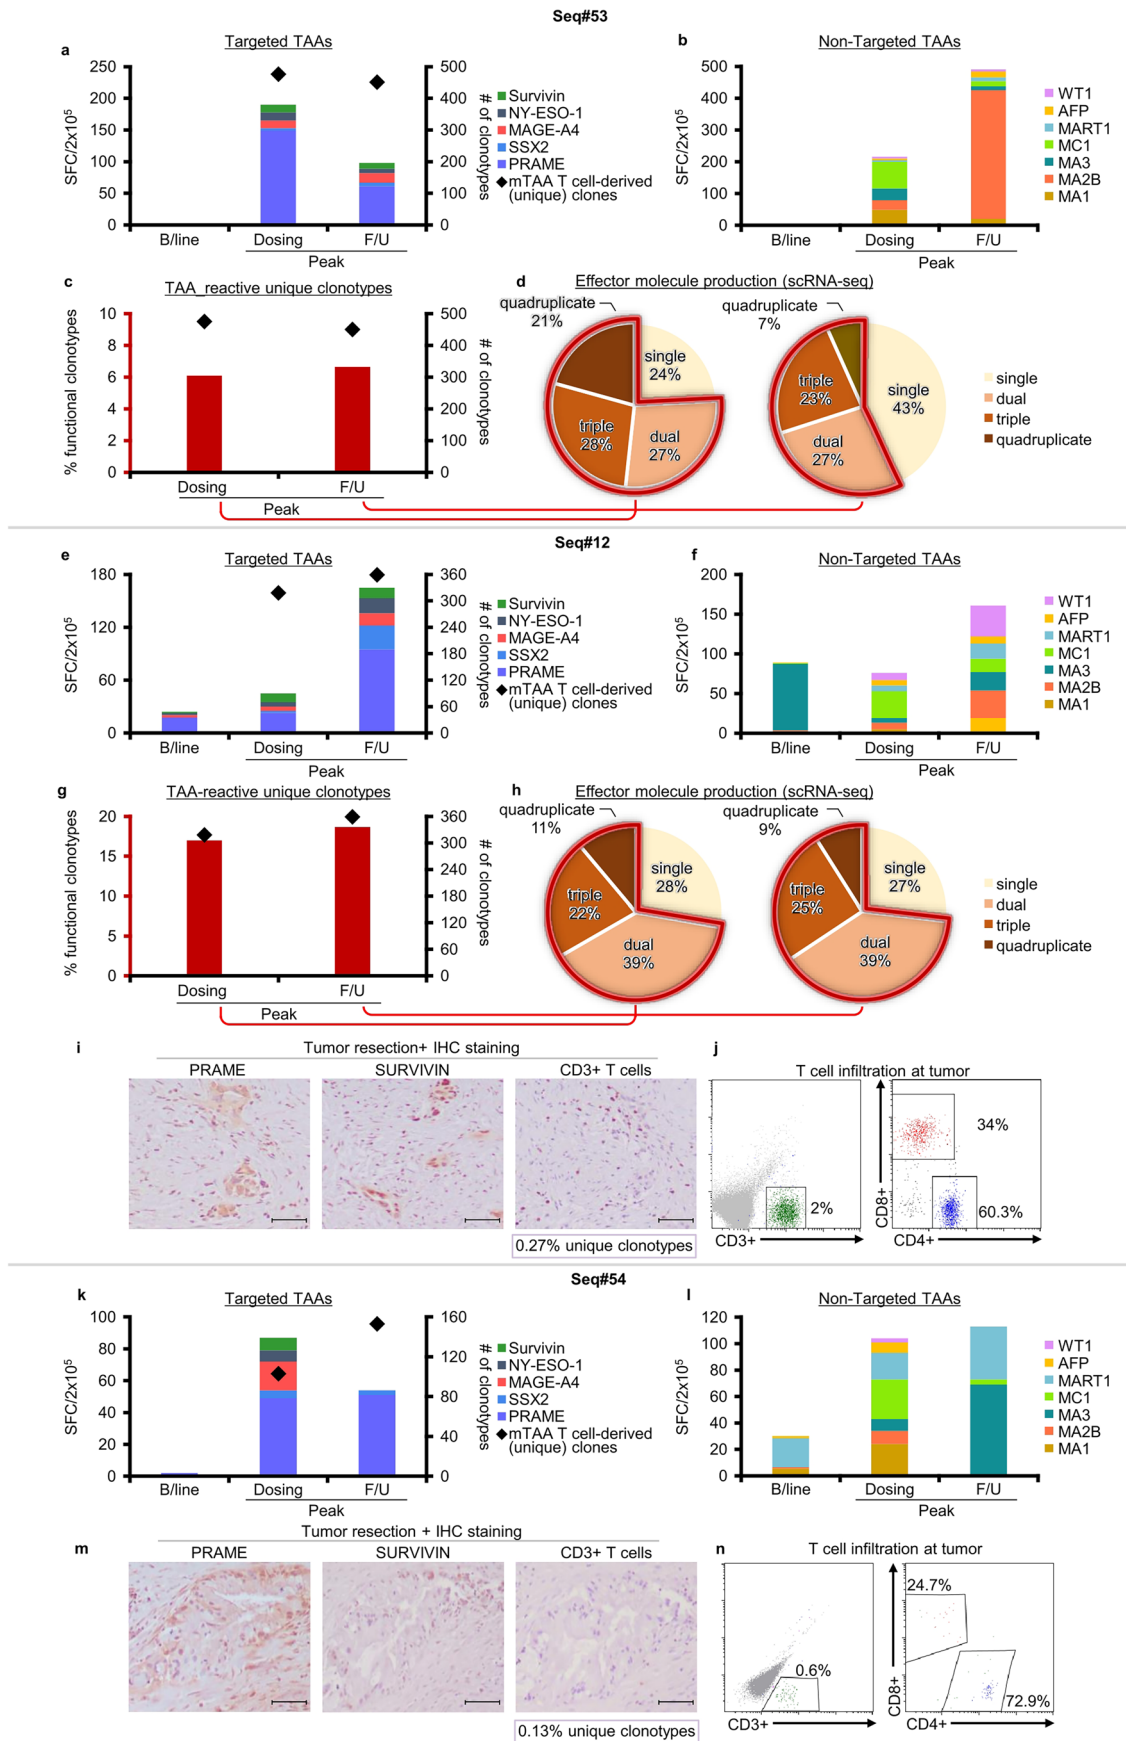 Seq#53
a
Targeted TAAs
SFC/2x10⁵
250
200
150
100
50
0
500
400
300
200
100
0
# of clonotypes
B/line
Dosing
F/U
Peak
Survivin
NY-ESO-1
MAGE-A4
SSX2
PRAME
mTAA T cell-derived
(unique) clones
b
Non-Targeted TAAs
SFC/2x10⁵
500
400
300
200
100
0
B/line
Dosing
F/U
Peak
WT1
AFP
MART1
MC1
MA3
MA2B
MA1
c
TAA_reactive unique clonotypes
% functional clonotypes
10
8
6
4
2
0
500
400
300
200
100
0
# of clonotypes
Dosing
F/U
Peak
d
Effector molecule production (scRNA-seq)
quadruplicate
21%
single
24%
triple
28%
dual
27%
quadruplicate
7%
triple
23%
single
43%
dual
27%
single
dual
triple
quadruplicate
Seq#12
e
Targeted TAAs
SFC/2x10⁵
180
120
60
0
360
300
240
180
120
60
0
# of clonotypes
B/line
Dosing
F/U
Peak
Survivin
NY-ESO-1
MAGE-A4
SSX2
PRAME
mTAA T cell-derived
(unique) clones
f
Non-Targeted TAAs
SFC/2x10⁵
200
150
100
50
0
B/line
Dosing
F/U
Peak
WT1
AFP
MART1
MC1
MA3
MA2B
MA1
g
TAA-reactive unique clonotypes
% functional clonotypes
20
15
10
5
0
360
300
240
180
120
60
0
# of clonotypes
Dosing
F/U
Peak
h
Effector molecule production (scRNA-seq)
quadruplicate
11%
single
28%
triple
22%
dual
39%
quadruplicate
9%
single
27%
triple
25%
dual
39%
single
dual
triple
quadruplicate
i
Tumor resection+ IHC staining
PRAME
SURVIVIN
CD3+ T cells
0.27% unique clonotypes
j
T cell infiltration at tumor
2%
CD3+
CD8+
34%
60.3%
CD4+
Seq#54
k
Targeted TAAs
SFC/2x10⁵
100
80
60
40
20
0
160
120
80
40
0
# of clonotypes
B/line
Dosing
F/U
Peak
Survivin
NY-ESO-1
MAGE-A4
SSX2
PRAME
mTAA T cell-derived
(unique) clones
l
Non-Targeted TAAs
SFC/2x10⁵
120
100
80
60
40
20
0
B/line
Dosing
F/U
Peak
WT1
AFP
MART1
MC1
MA3
MA2B
MA1
m
Tumor resection + IHC staining
PRAME
SURVIVIN
CD3+ T cells
0.13% unique clonotypes
n
T cell infiltration at tumor
0.6%
CD3+
CD8+
24.7%
72.9%
CD4+